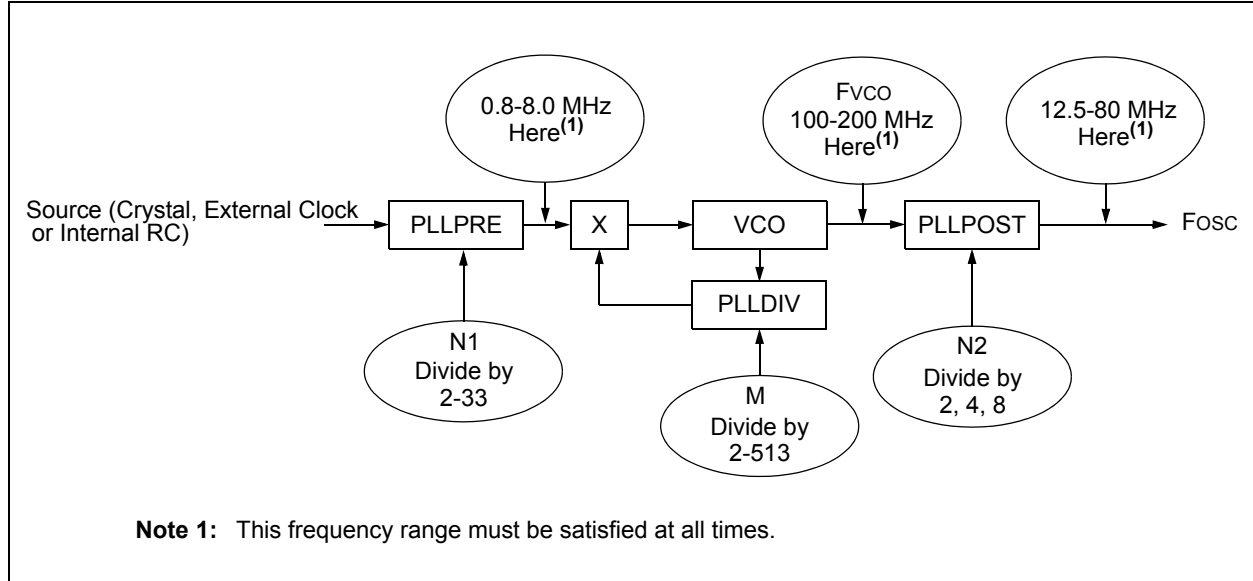 0.8-8.0 MHz
Here(1)
FVCO
100-200 MHz
Here(1)
12.5-80 MHz
Here(1)
Source (Crystal, External Clock
or Internal RC)
PLLPRE
X
VCO
PLLPOST
FOSC
PLLDIV
N1
Divide by
2-33
M
Divide by
2-513
N2
Divide by
2, 4, 8
Note 1: This frequency range must be satisfied at all times.